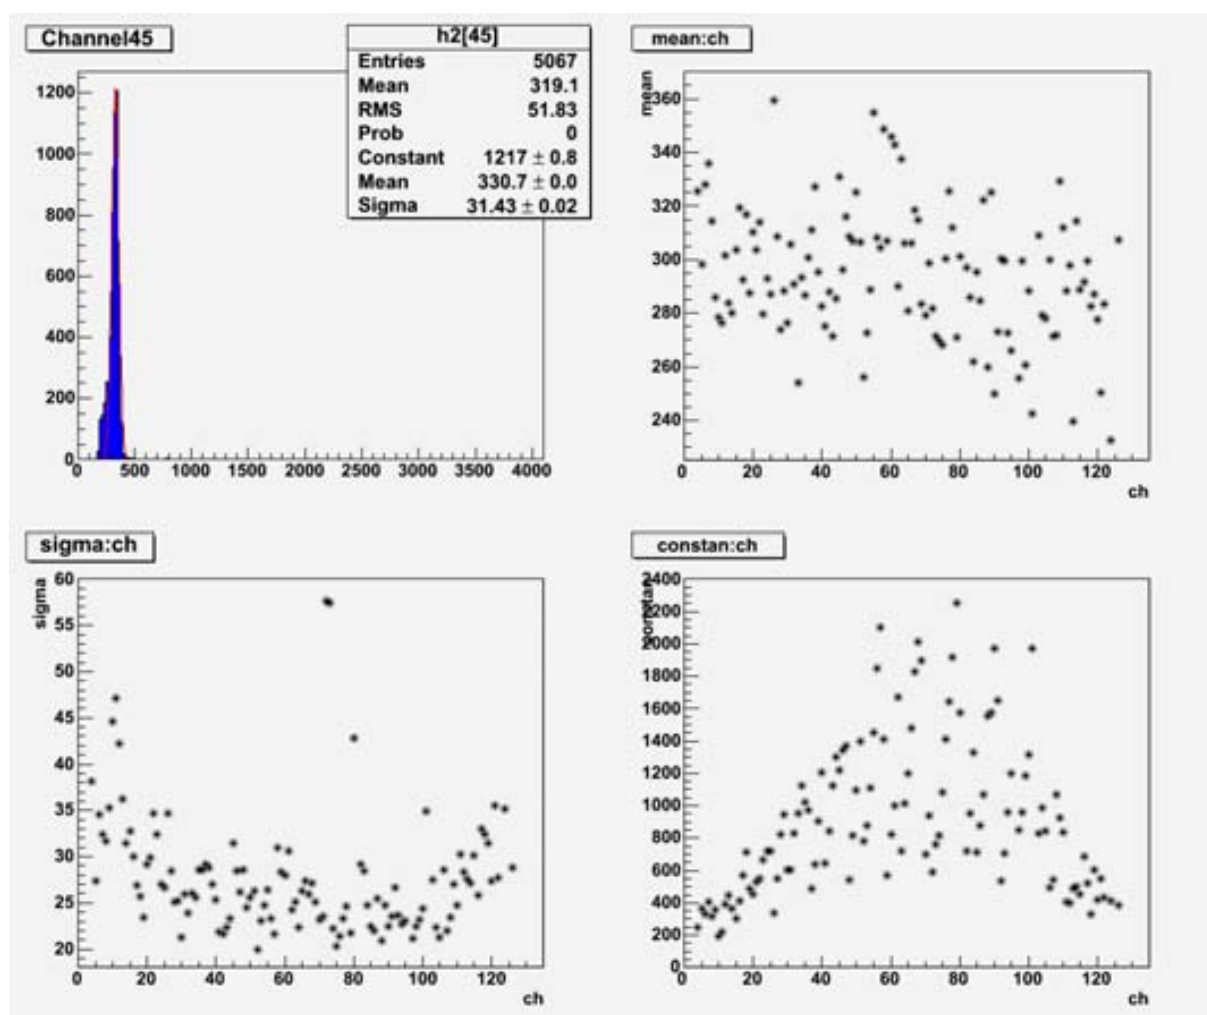 Channel45
h2[45]
Entries 5067
Mean 319.1
RMS 51.83
Prob 0
Constant 1217 ± 0.8
Mean 330.7 ± 0.0
Sigma 31.43 ± 0.02
1200
1000
800
600
400
200
0
0 500 1000 1500 2000 2500 3000 3500 4000
mean:ch
mean
360
340
320
300
280
260
240
0 20 40 60 80 100 120
ch
sigma:ch
sigma
60
55
50
45
40
35
30
25
20
0 20 40 60 80 100 120
ch
constan:ch
constan
2400
2200
2000
1800
1600
1400
1200
1000
800
600
400
200
0
0 20 40 60 80 100 120
ch